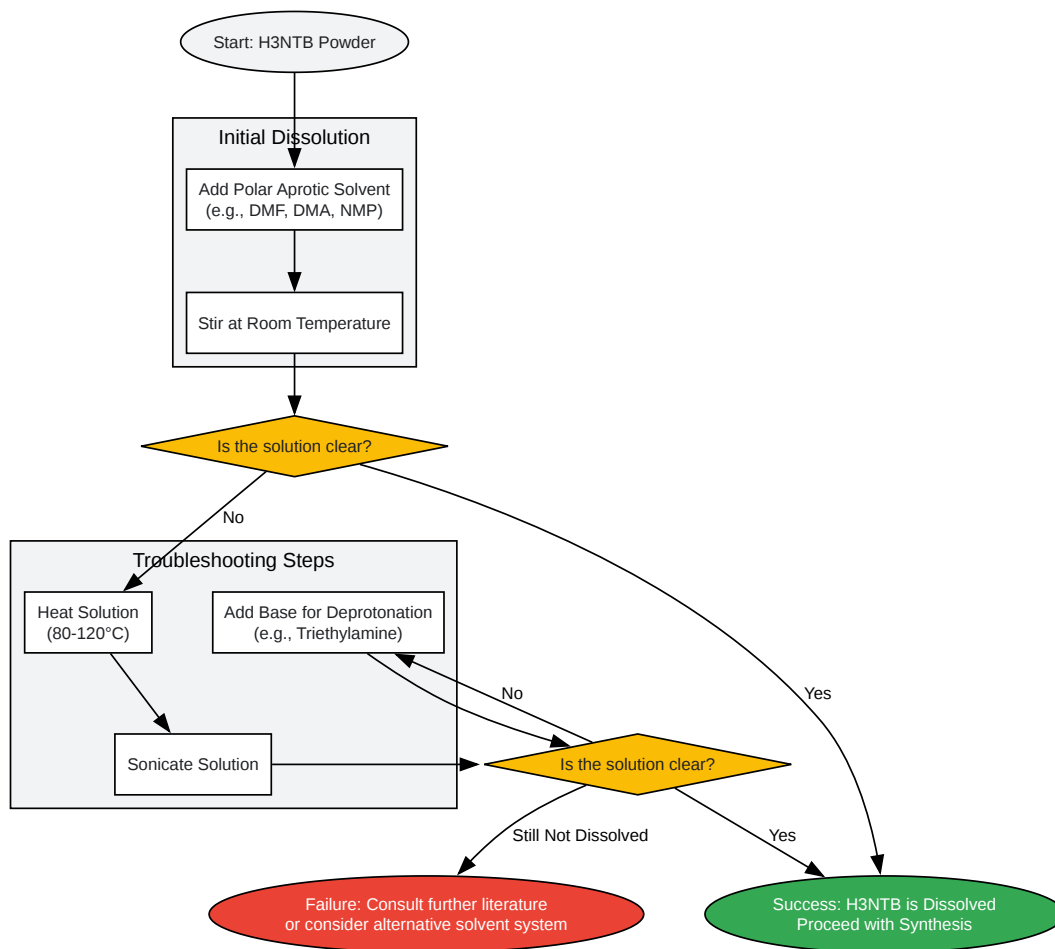 Start: H3NTB Powder
Initial Dissolution
Add Polar Aprotic Solvent
(e.g., DMF, DMA, NMP)
Stir at Room Temperature
Is the solution clear?
No
Troubleshooting Steps
Heat Solution
(80-120°C)
Add Base for Deprotonation
(e.g., Triethylamine)
Yes
No
Sonicate Solution
Is the solution clear?
Still Not Dissolved
Yes
Failure: Consult further literature
or consider alternative solvent system
Success: H3NTB is Dissolved
Proceed with Synthesis